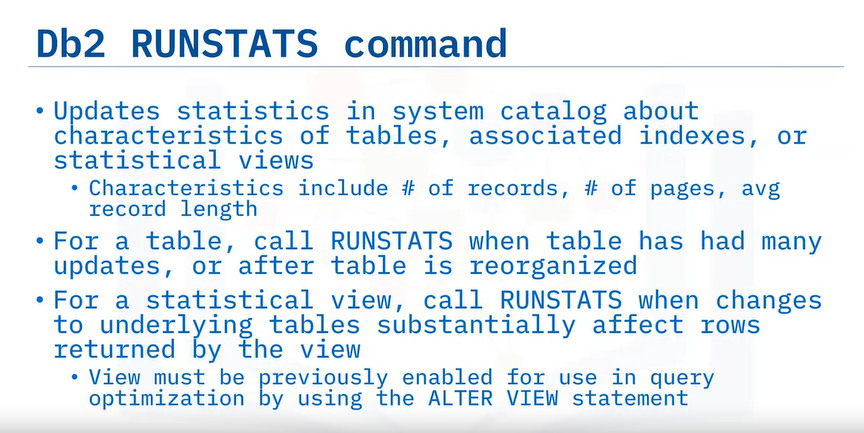 Db2 RUNSTATS command
• Updates statistics in system catalog about
characteristics of tables, associated indexes, or
statistical views
• Characteristics include # of records, # of pages, avg
record length
• For a table, call RUNSTATS when table has had many
updates, or after table is reorganized
• For a statistical view, call RUNSTATS when changes
to underlying tables substantially affect rows
returned by the view
• View must be previously enabled for use in query
optimization by using the ALTER VIEW statement